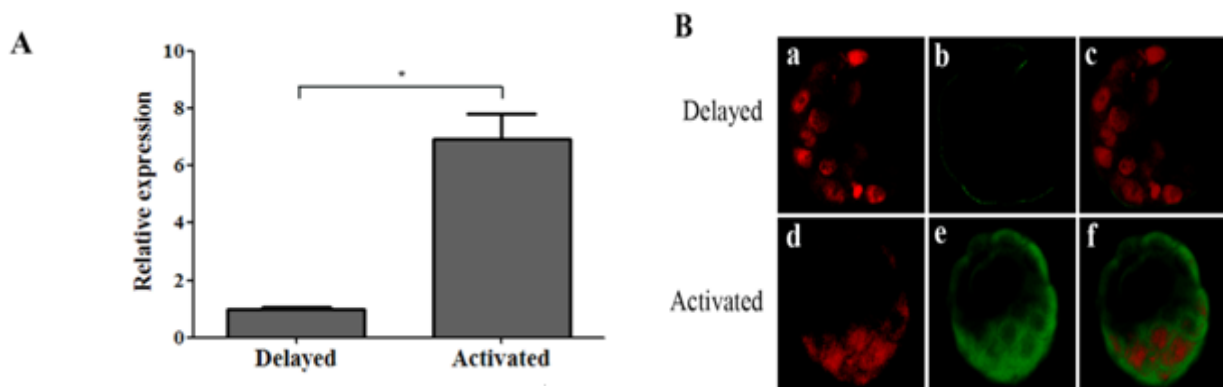 A
10
8
6
4
2
0
Relative expression
*
Delayed
Activated
B
Delayed
a
b
c
Activated
d
e
f